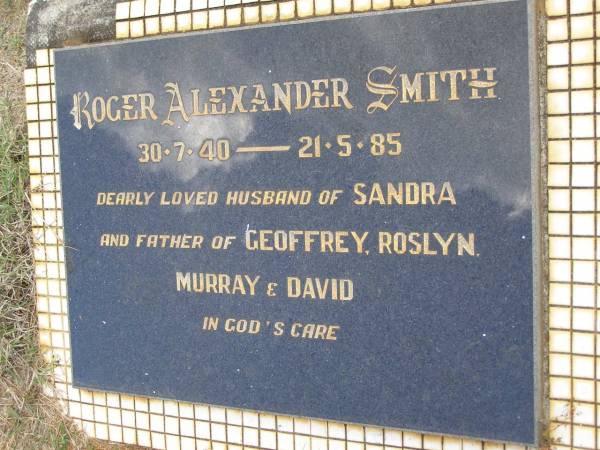 ROGER ALEXANDER SMITH
30·7·40 — 21·5·85
DEARLY LOVED HUSBAND OF SANDRA
AND FATHER OF GEOFFREY, ROSLYN,
MURRAY & DAVID
IN GOD'S CARE